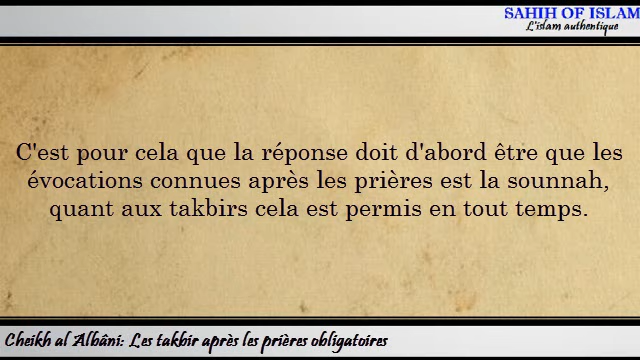 SAHIH OF ISLAM
L'islam authentique
C'est pour cela que la réponse doit d'abord être que les
évocations connues après les prières est la sounnah,
quant aux takbirs cela est permis en tout temps.
Cheikh al Albâni: Les takbir après les prières obligatoires